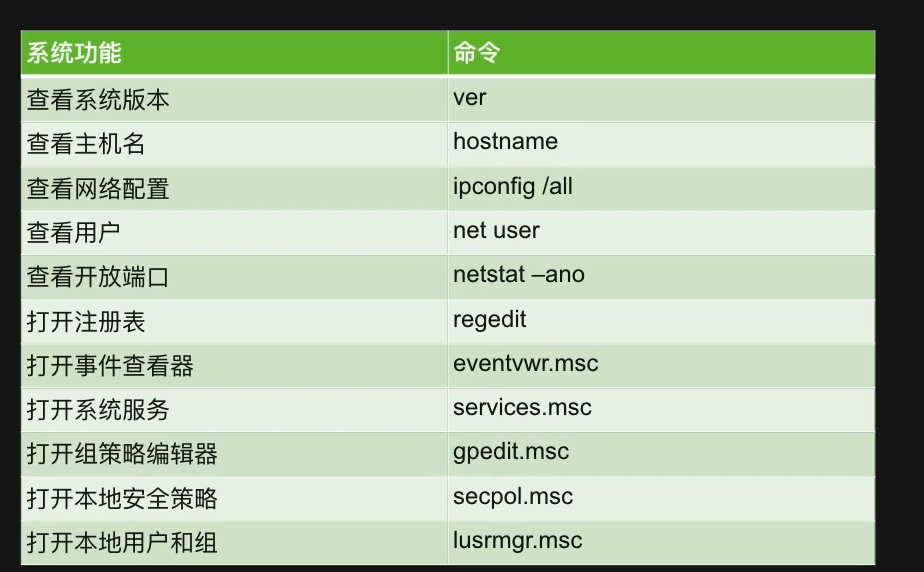 系统功能 命令
查看系统版本 ver
查看主机名 hostname
查看网络配置 ipconfig /all
查看用户 net user
查看开放端口 netstat –ano
打开注册表 regedit
打开事件查看器 eventvwr.msc
打开系统服务 services.msc
打开组策略编辑器 gpedit.msc
打开本地安全策略 secpol.msc
打开本地用户和组 lusrmgr.msc